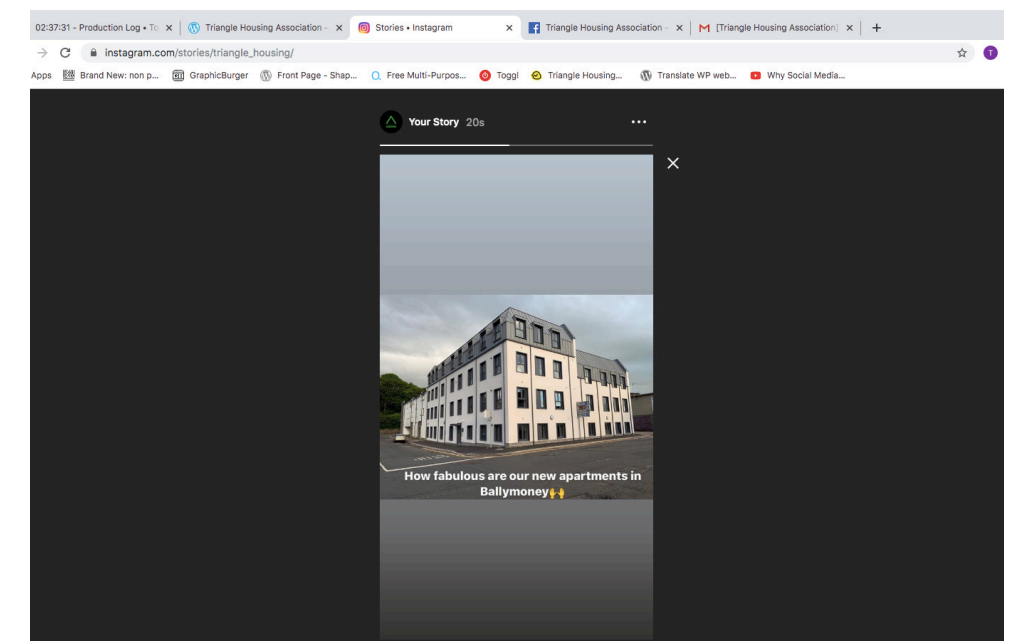 02:37:31 - Production Log • To
Triangle Housing Association -
Stories • Instagram
Triangle Housing Association -
[Triangle Housing Association]
instagram.com/stories/triangle_housing/
T
Apps
Brand New: non p...
GraphicBurger
Front Page - Shap...
Free Multi-Purpos...
Toggl
Triangle Housing...
Translate WP web...
Why Social Media...
Your Story 20s
How fabulous are our new apartments in
Ballymoney🙌